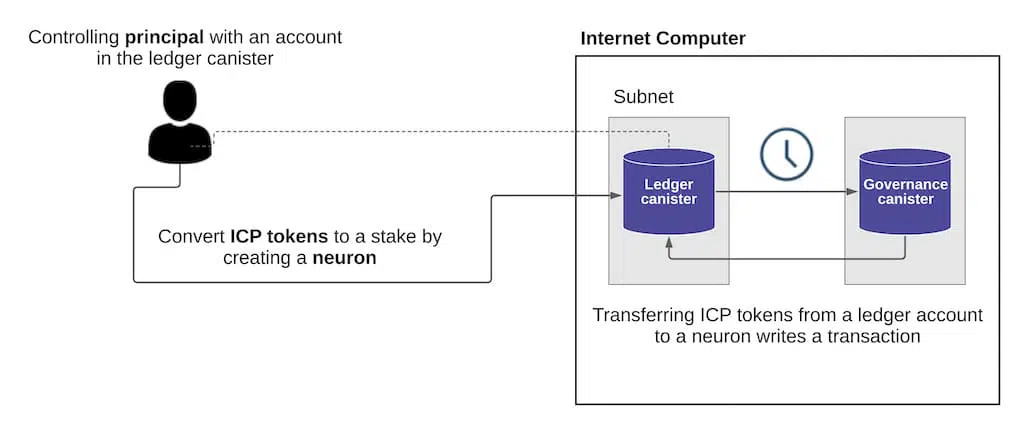 Controlling principal with an account
in the ledger canister
Internet Computer
Subnet
Ledger
canister
Governance
canister
Convert ICP tokens to a stake by
creating a neuron
Transferring ICP tokens from a ledger account
to a neuron writes a transaction